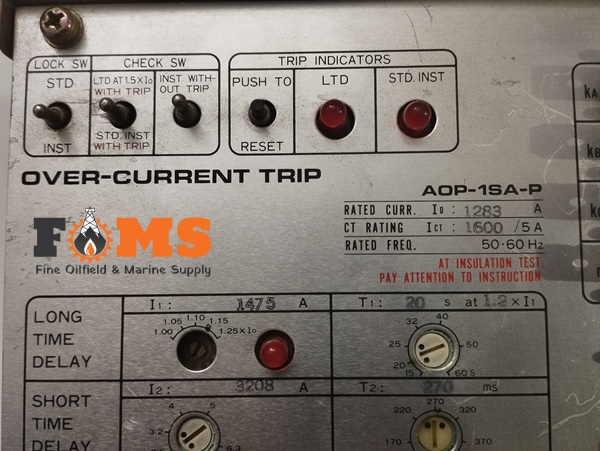 LOCK SW
CHECK SW
TRIP INDICATORS
STD
LTD AT 1.5×Io
WITH TRIP
INST WITH-
OUT TRIP
PUSH TO
LTD
STD. INST
INST
STD. INST
WITH TRIP
RESET
OVER-CURRENT TRIP
AOP-1SA-P
RATED CURR. Io : 1283 A
CT RATING ICT : 1600 /5 A
RATED FREQ. 50·60 Hz
AT INSULATION TEST
PAY ATTENTION TO INSTRUCTION
FOMS
Fine Oilfield & Marine Supply
LONG
TIME
DELAY
I1: 1475 A
1.00 1.05 1.10 1.15 1.25×Io
T1: 20 s at 1.2×I1
15 20 25 32 40 50 60 S
SHORT
TIME
DELAY
I2: 3208 A
3.2 4 5 6.3
T2: 270 ms
170 220 270 320 370